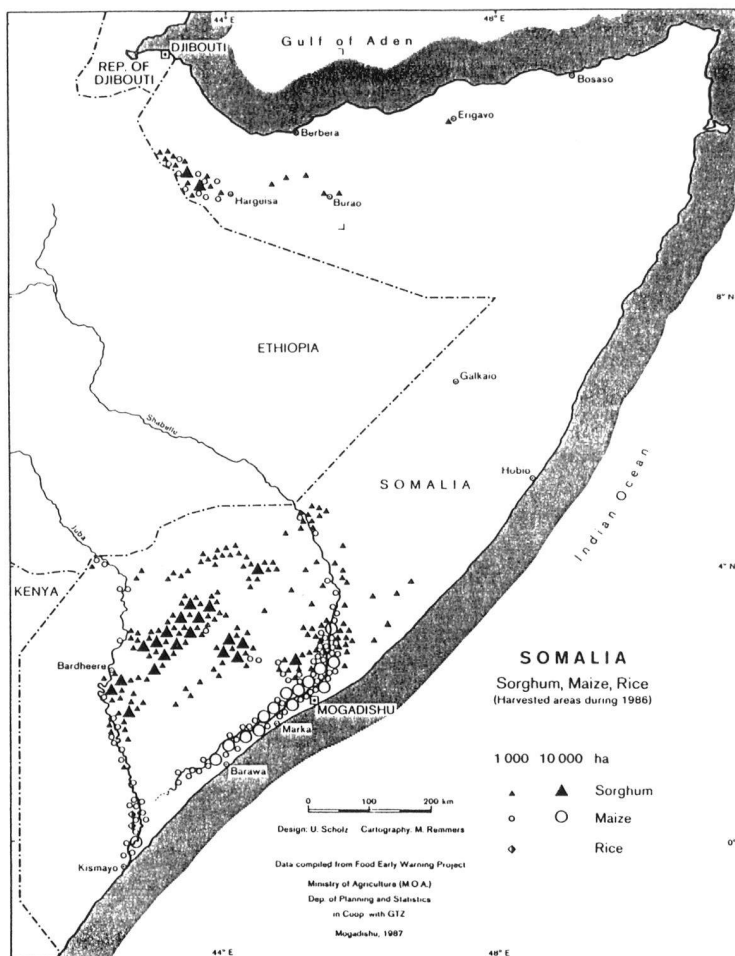 44° E
48° E
DJIBOUTI
Gulf of Aden
REP. OF
DJIBOUTI
Bosaso
Erigavo
Berbera
Harguisa
Burao
8° N
ETHIOPIA
Galkaio
Shabellu
SOMALIA
Hobio
Indian Ocean
Juba
4° N
KENYA
Bardheere
SOMALIA
Sorghum, Maize, Rice
(Harvested areas during 1986)
MOGADISHU
Marka
1 000 10 000 ha
Barawa
Sorghum
0 100 200 km
Maize
Design: U. Scholz Cartography: M. Remmers
Rice
0°
Kismayo
Data compiled from Food Early Warning Project
Ministry of Agriculture (M.O.A.)
Dep. of Planning and Statistics
in Coop. with GTZ
Mogadishu, 1987
44° E
48° E